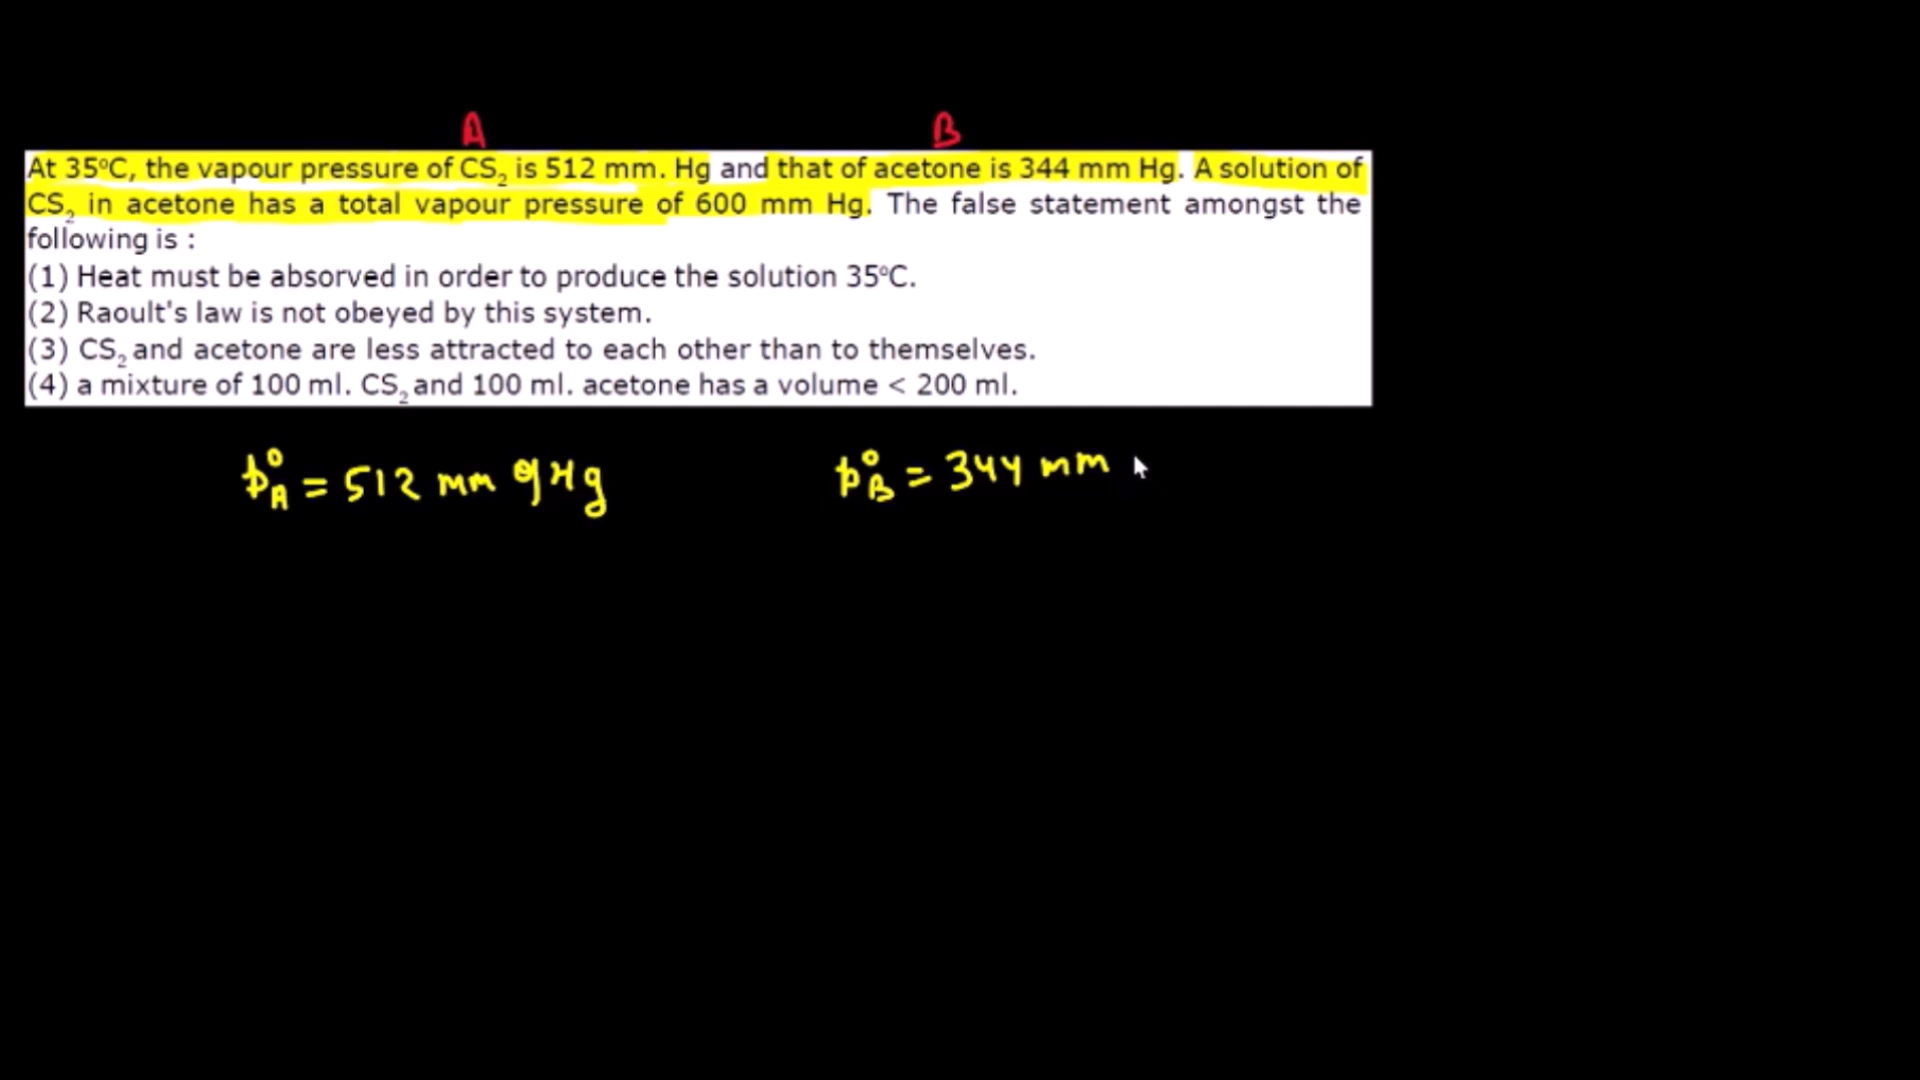 A B
At 35°C, the vapour pressure of CS₂ is 512 mm. Hg and that of acetone is 344 mm Hg. A solution of
CS₂ in acetone has a total vapour pressure of 600 mm Hg. The false statement amongst the
following is :
(1) Heat must be absorved in order to produce the solution 35°C.
(2) Raoult's law is not obeyed by this system.
(3) CS₂ and acetone are less attracted to each other than to themselves.
(4) a mixture of 100 ml. CS₂ and 100 ml. acetone has a volume < 200 ml.
p°A = 512 mm of Hg p°B = 344 mm